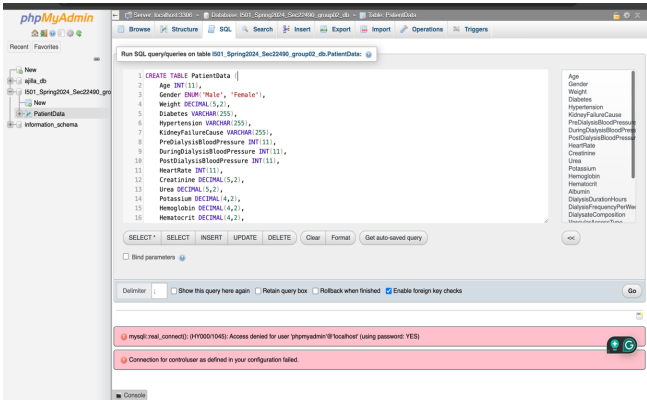 phpMyAdmin
Recent Favorites
New
ajilla_db
I501_Spring2024_Sec22490_gro
New
PatientData
information_schema
Server: localhost:3306 » Database: I501_Spring2024_Sec22490_group02_db » Table: PatientData
Browse Structure SQL Search Insert Export Import Privileges Operations Triggers
Run SQL query/queries on table I501_Spring2024_Sec22490_group02_db.PatientData:
1 CREATE TABLE PatientData (
2 Age INT(11),
3 Gender ENUM('Male', 'Female'),
4 Weight DECIMAL(5,2),
5 Diabetes VARCHAR(255),
6 Hypertension VARCHAR(255),
7 KidneyFailureCause VARCHAR(255),
8 PreDialysisBloodPressure INT(11),
9 DuringDialysisBloodPressure INT(11),
10 PostDialysisBloodPressure INT(11),
11 HeartRate INT(11),
12 Creatinine DECIMAL(5,2),
13 Urea DECIMAL(5,2),
14 Potassium DECIMAL(4,2),
15 Hemoglobin DECIMAL(4,2),
16 Hematocrit DECIMAL(4,2),
Age
Gender
Weight
Diabetes
Hypertension
KidneyFailureCause
PreDialysisBloodPressure
DuringDialysisBloodPress
PostDialysisBloodPressur
HeartRate
Creatinine
Urea
Potassium
Hemoglobin
Hematocrit
Albumin
DialysisDurationHours
DialysisFrequencyPerWee
DialysateComposition
VascularAccessType
SELECT * SELECT INSERT UPDATE DELETE Clear Format Get auto-saved query <<
Bind parameters
Delimiter ; Show this query here again Retain query box Rollback when finished Enable foreign key checks Go
mysqli::real_connect(): (HY000/1045): Access denied for user 'phpmyadmin'@'localhost' (using password: YES)
Connection for controluser as defined in your configuration failed.
Console